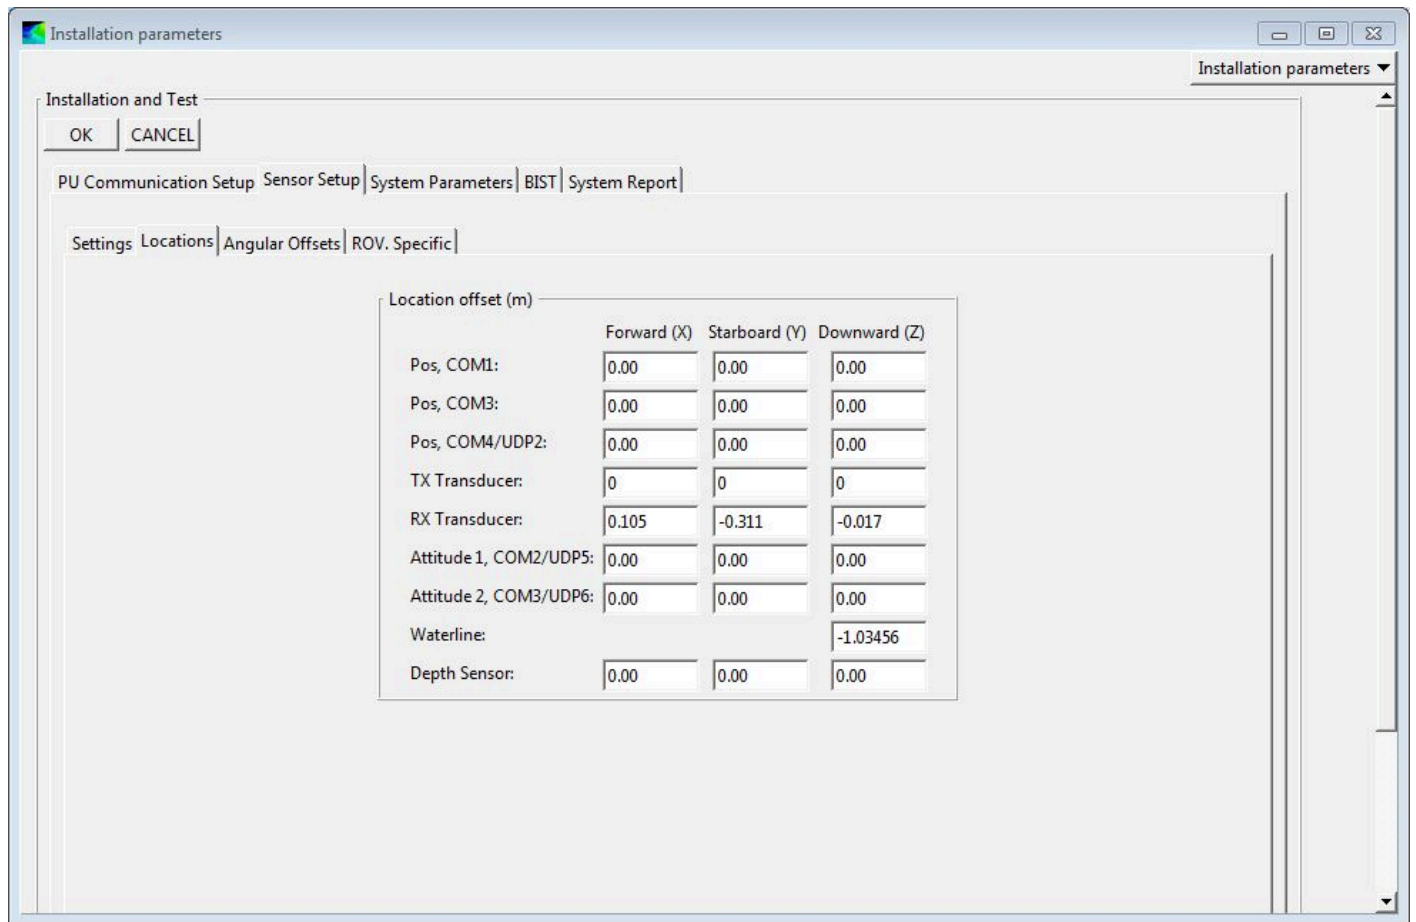 Installation parameters
Installation parameters
Installation and Test
OK CANCEL
PU Communication Setup Sensor Setup System Parameters BIST System Report
Settings Locations Angular Offsets ROV. Specific
Location offset (m)
Forward (X) Starboard (Y) Downward (Z)
Pos, COM1: 0.00 0.00 0.00
Pos, COM3: 0.00 0.00 0.00
Pos, COM4/UDP2: 0.00 0.00 0.00
TX Transducer: 0 0 0
RX Transducer: 0.105 -0.311 -0.017
Attitude 1, COM2/UDP5: 0.00 0.00 0.00
Attitude 2, COM3/UDP6: 0.00 0.00 0.00
Waterline: -1.03456
Depth Sensor: 0.00 0.00 0.00